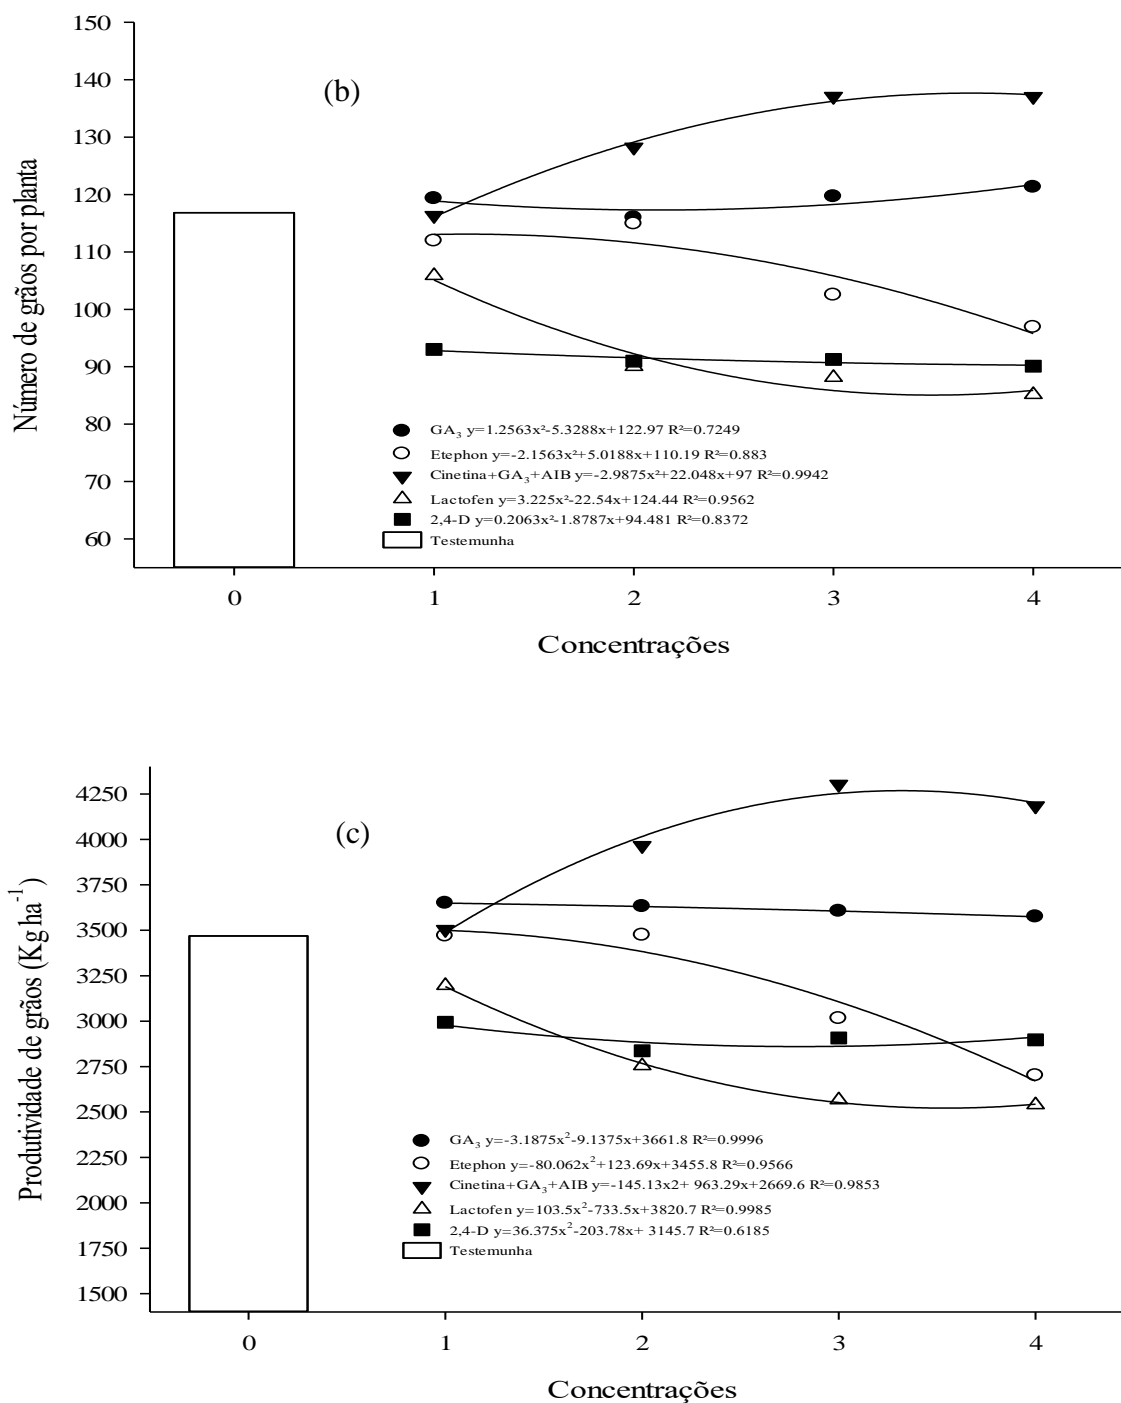 150
140
130
120
110
100
90
80
70
60
Número de grãos por planta
(b)
GA₃ y=1.2563x²-5.3288x+122.97 R²=0.7249
Etephon y=-2.1563x²+5.0188x+110.19 R²=0.883
Cinetina+GA₃+AIB y=-2.9875x²+22.048x+97 R²=0.9942
Lactofen y=3.225x²-22.54x+124.44 R²=0.9562
2,4-D y=0.2063x²-1.8787x+94.481 R²=0.8372
Testemunha
0 1 2 3 4
Concentrações
4250
4000
3750
3500
3250
3000
2750
2500
2250
2000
1750
1500
Produtividade de grãos (Kg ha⁻¹)
(c)
GA₃ y=-3.1875x²-9.1375x+3661.8 R²=0.9996
Etephon y=-80.062x²+123.69x+3455.8 R²=0.9566
Cinetina+GA₃+AIB y=-145.13x2+ 963.29x+2669.6 R²=0.9853
Lactofen y=103.5x²-733.5x+3820.7 R²=0.9985
2,4-D y=36.375x²-203.78x+ 3145.7 R²=0.6185
Testemunha
0 1 2 3 4
Concentrações